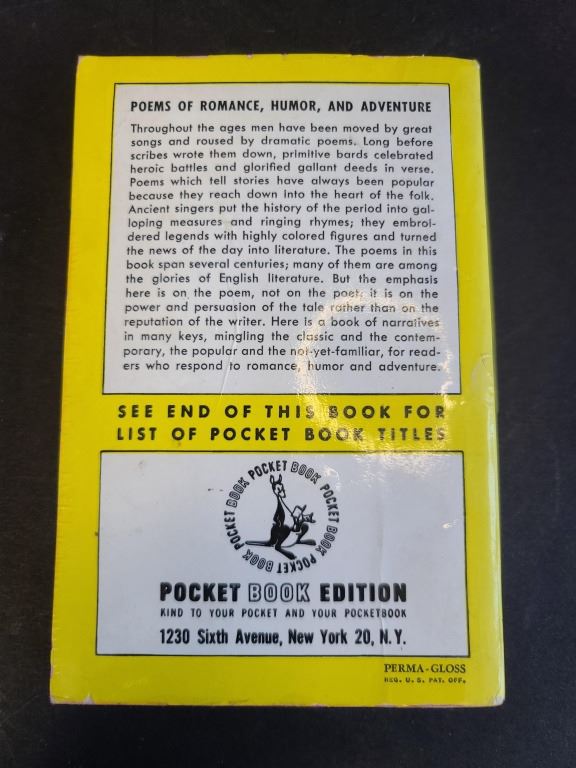 POEMS OF ROMANCE, HUMOR, AND ADVENTURE
Throughout the ages men have been moved by great
songs and roused by dramatic poems. Long before
scribes wrote them down, primitive bards celebrated
heroic battles and glorified gallant deeds in verse.
Poems which tell stories have always been popular
because they reach down into the heart of the folk.
Ancient singers put the history of the period into gal-
loping measures and ringing rhymes; they embroi-
dered legends with highly colored figures and turned
the news of the day into literature. The poems in this
book span several centuries; many of them are among
the glories of English literature. But the emphasis
here is on the poem, not on the poet; it is on the
power and persuasion of the tale rather than on the
reputation of the writer. Here is a book of narratives
in many keys, mingling the classic and the contem-
porary, the popular and the not-yet-familiar, for read-
ers who respond to romance, humor and adventure.
SEE END OF THIS BOOK FOR
LIST OF POCKET BOOK TITLES
POCKET BOOK POCKET BOOK POCKET BOOK POCKET BOOK
POCKET BOOK EDITION
KIND TO YOUR POCKET AND YOUR POCKETBOOK
1230 Sixth Avenue, New York 20, N.Y.
PERMA-GLOSS
REG. U. S. PAT. OFF.